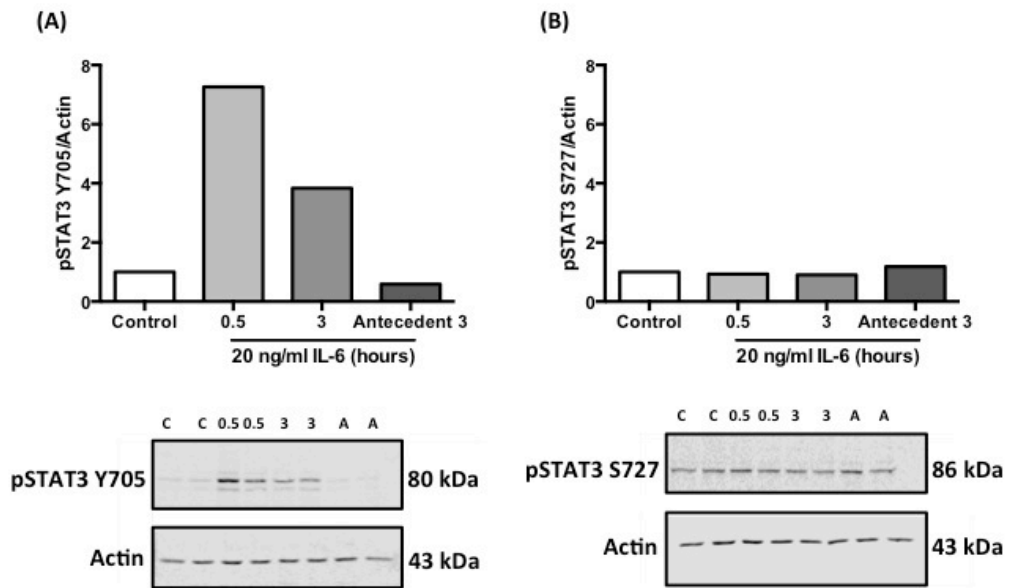 (A)
pSTAT3 Y705/Actin
8
6
4
2
0
Control 0.5 3 Antecedent 3
20 ng/ml IL-6 (hours)
C C 0.5 0.5 3 3 A A
pSTAT3 Y705 80 kDa
Actin 43 kDa
(B)
pSTAT3 S727/Actin
8
6
4
2
0
Control 0.5 3 Antecedent 3
20 ng/ml IL-6 (hours)
C C 0.5 0.5 3 3 A A
pSTAT3 S727 86 kDa
Actin 43 kDa